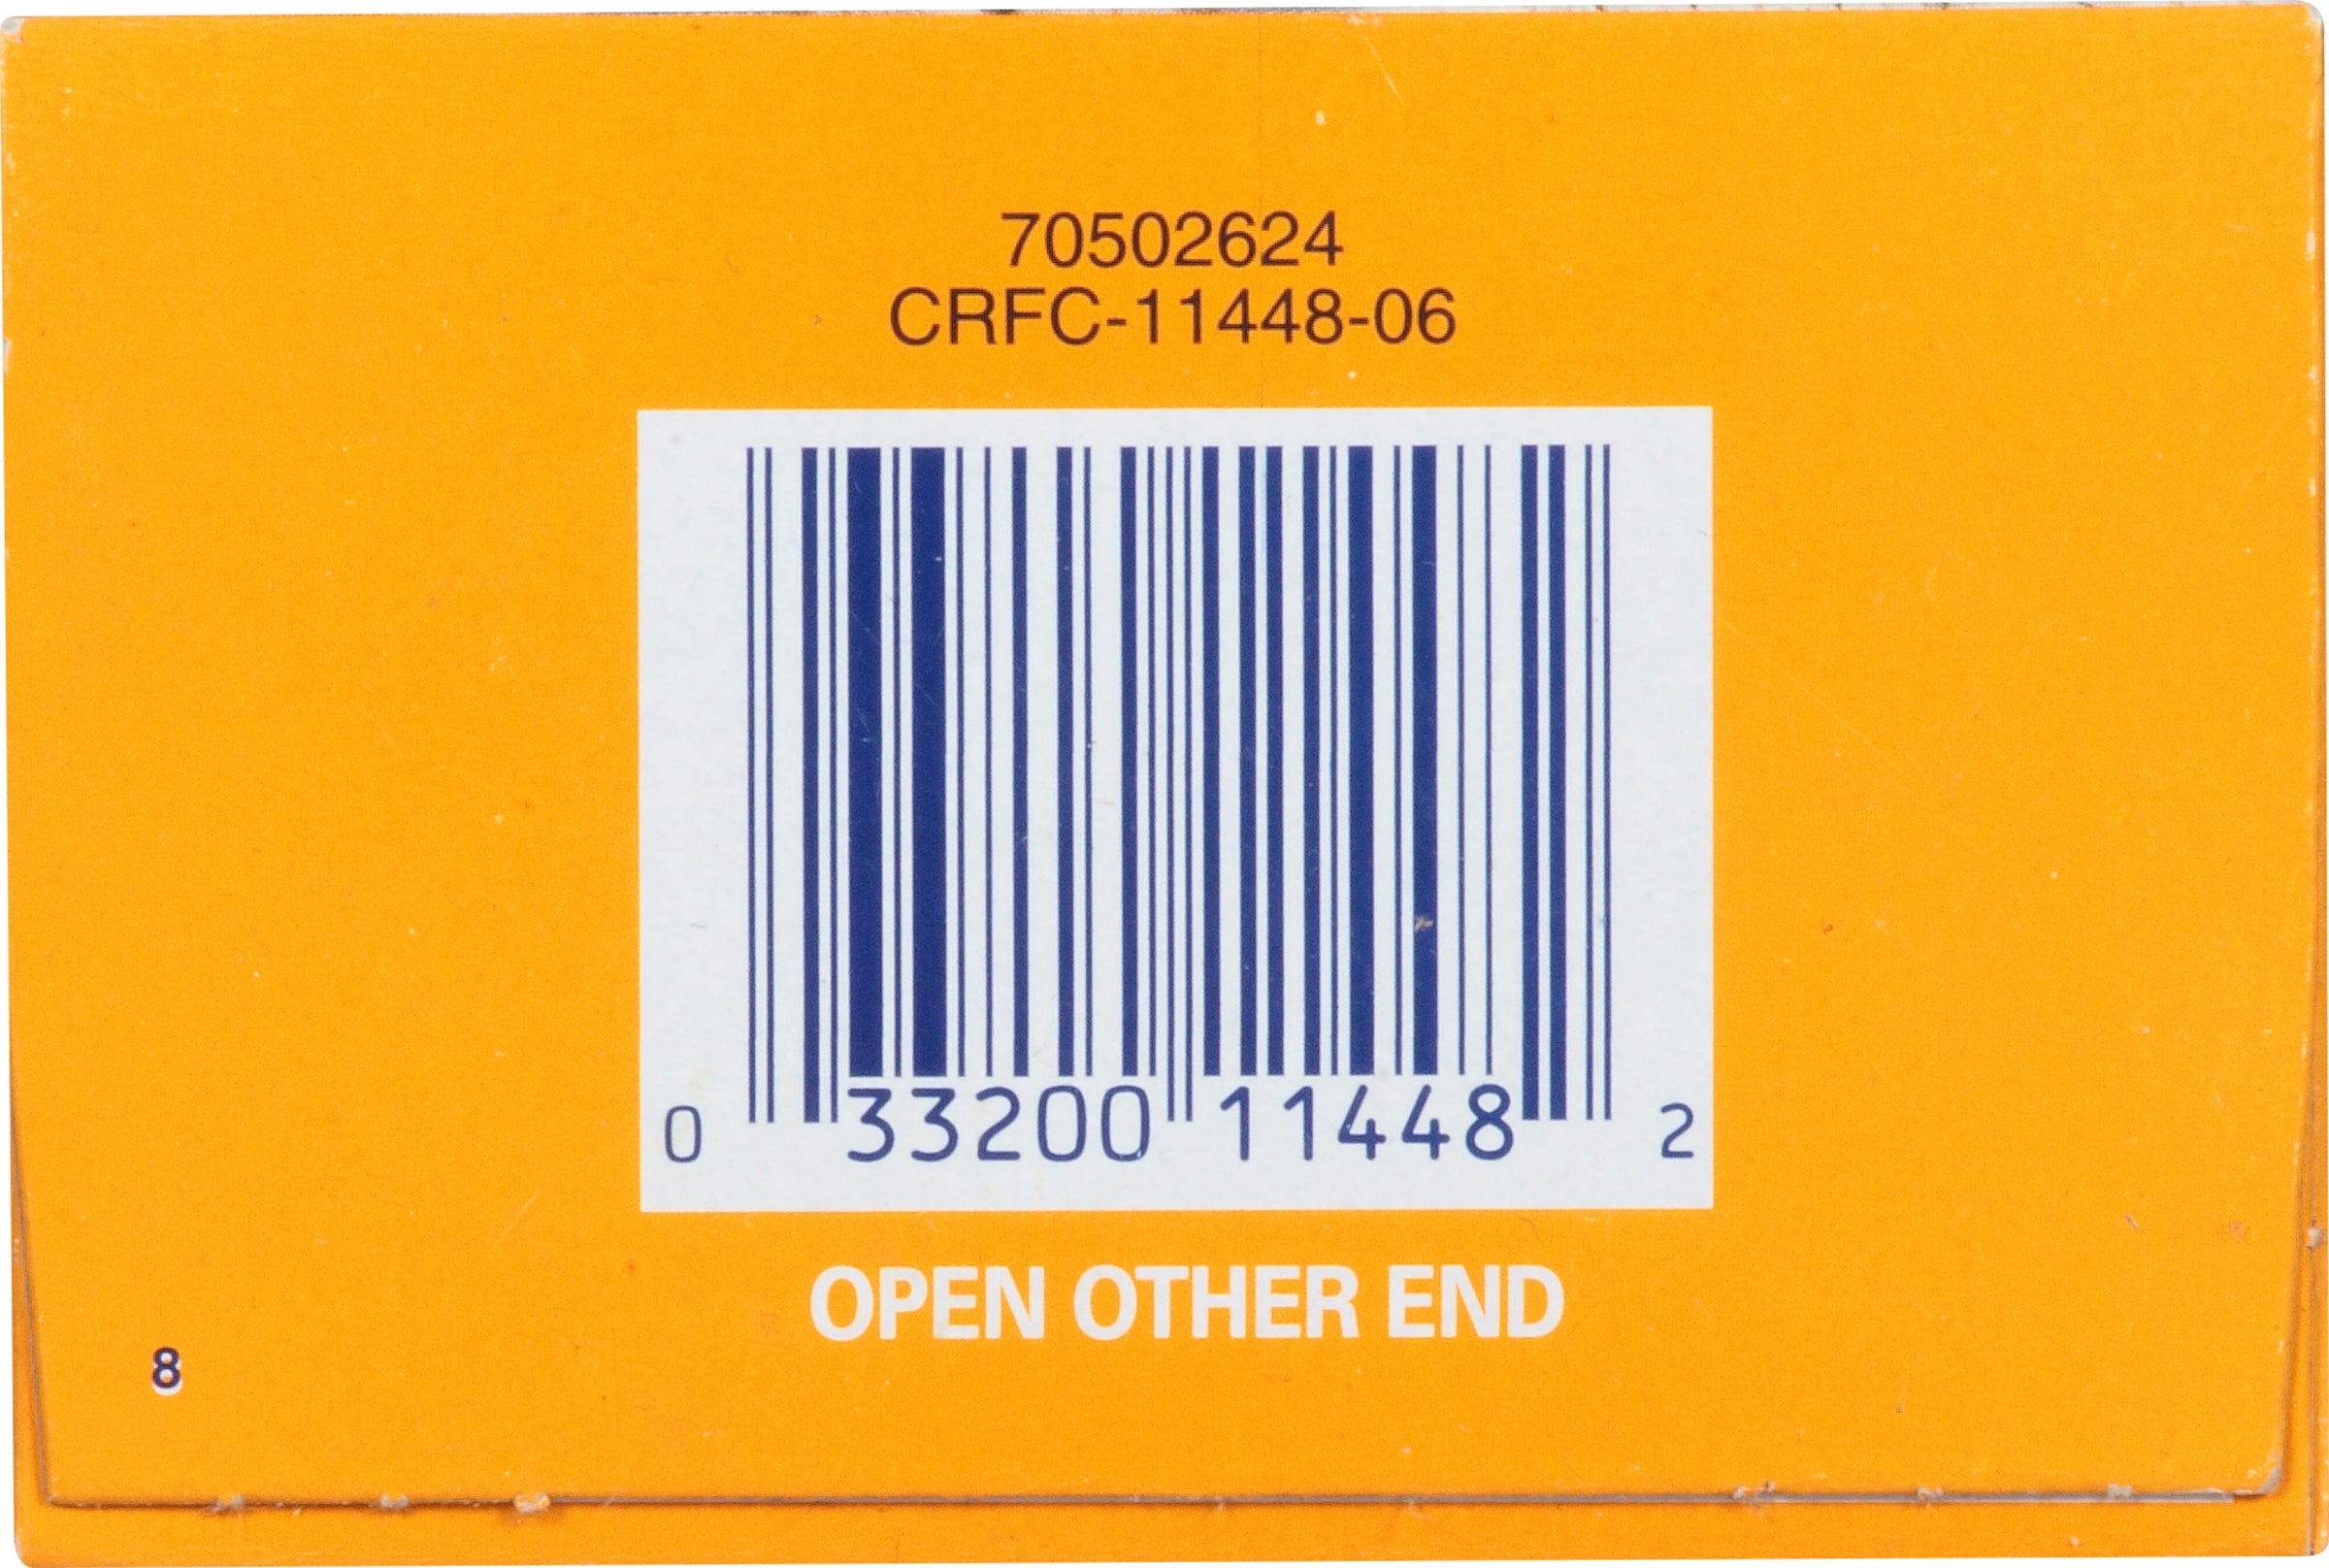 70502624
CRFC-11448-06
0 33200 11448 2
OPEN OTHER END
8